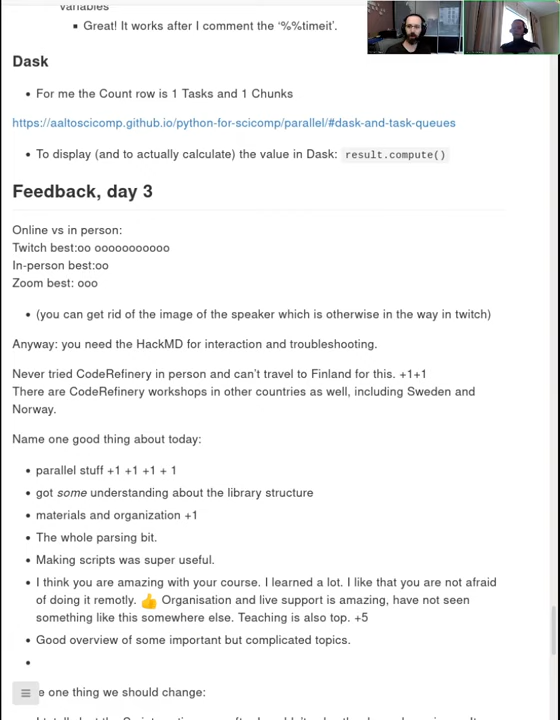 variables
Great! It works after I comment the '%%timeit'.
Dask
For me the Count row is 1 Tasks and 1 Chunks
https://aaltoscicomp.github.io/python-for-scicomp/parallel/#dask-and-task-queues
To display (and to actually calculate) the value in Dask: result.compute()
Feedback, day 3
Online vs in person:
Twitch best:oo ooooooooooo
In-person best:oo
Zoom best: ooo
(you can get rid of the image of the speaker which is otherwise in the way in twitch)
Anyway: you need the HackMD for interaction and troubleshooting.
Never tried CodeRefinery in person and can't travel to Finland for this. +1+1
There are CodeRefinery workshops in other countries as well, including Sweden and
Norway.
Name one good thing about today:
parallel stuff +1 +1 +1 + 1
got some understanding about the library structure
materials and organization +1
The whole parsing bit.
Making scripts was super useful.
I think you are amazing with your course. I learned a lot. I like that you are not afraid
of doing it remotly. 👍 Organisation and live support is amazing, have not seen
something like this somewhere else. Teaching is also top. +5
Good overview of some important but complicated topics.
e one thing we should change: